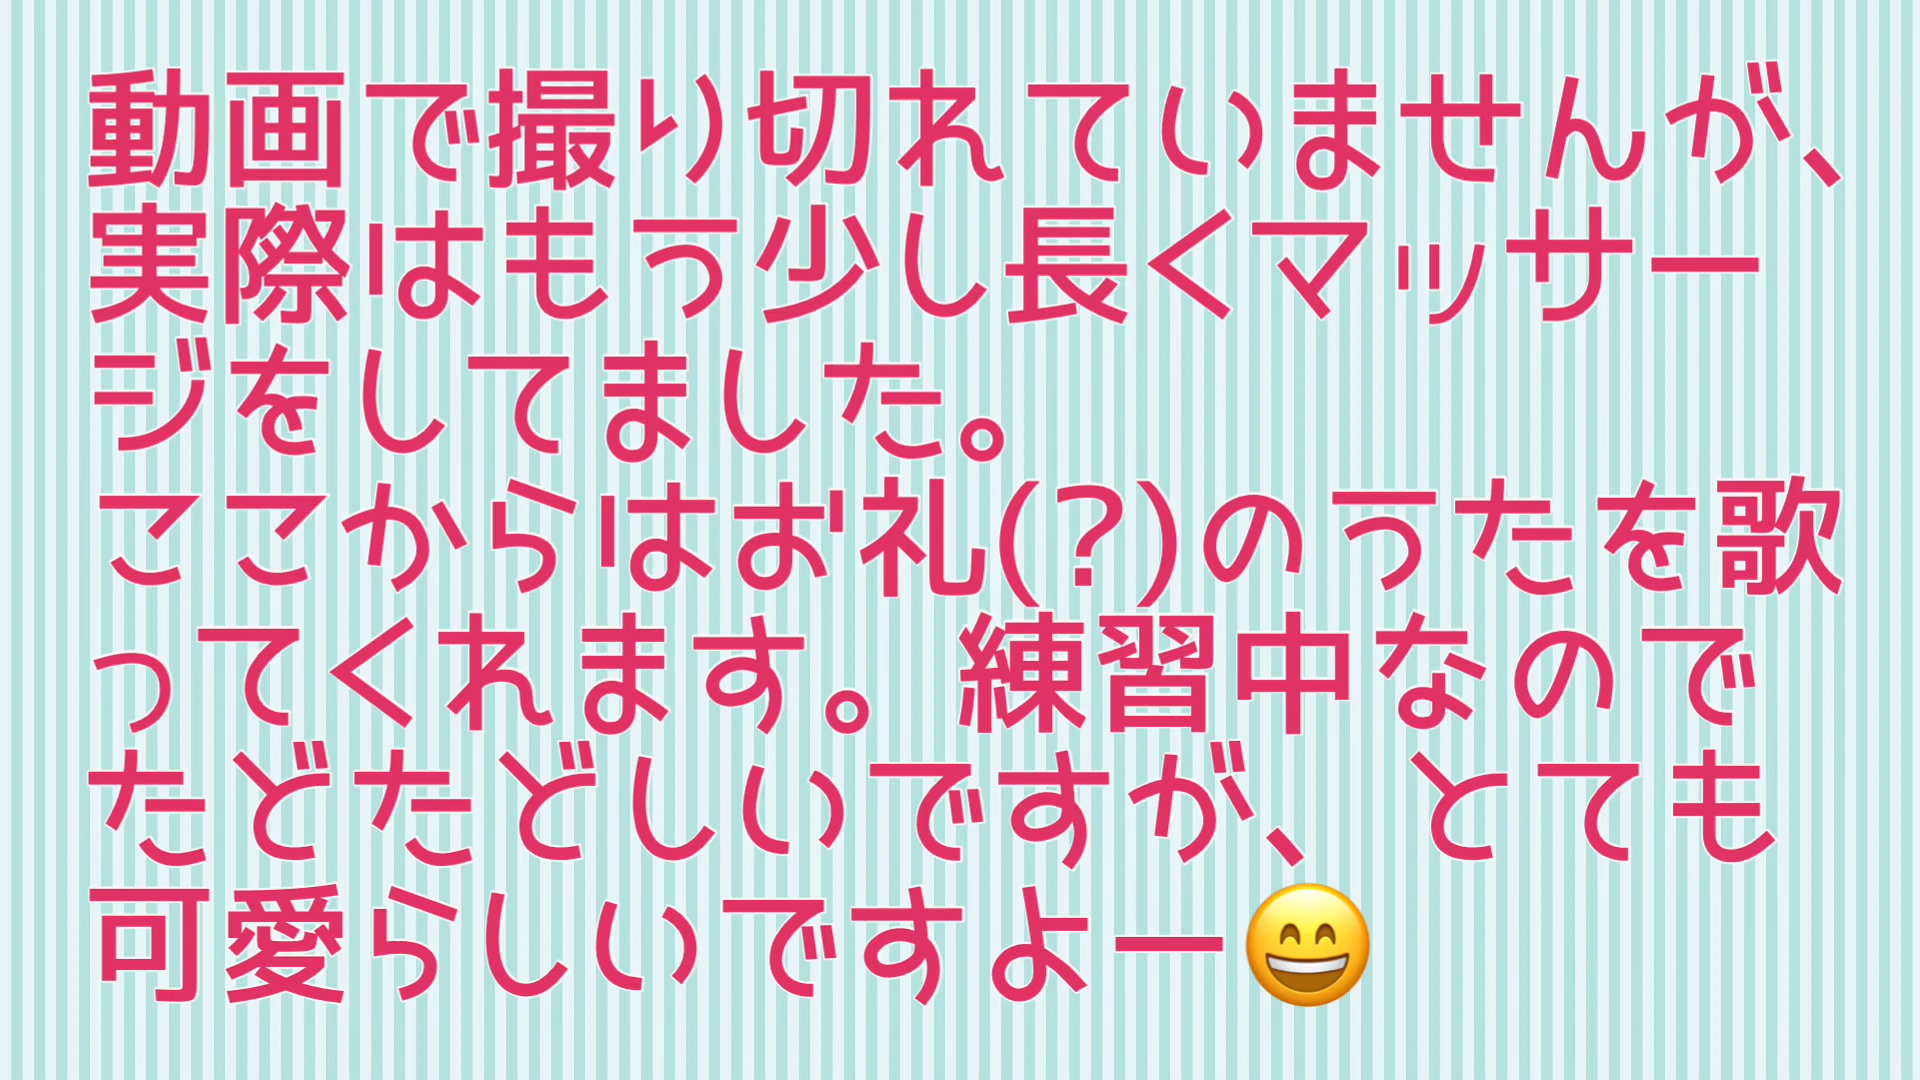 動画で撮り切れていませんが、
実際はもう少し長くマッサー
ジをしてました。
ここからはお礼(?)のうたを歌
ってくれます。練習中なので
たどたどしいですが、とても
可愛らしいですよー😄